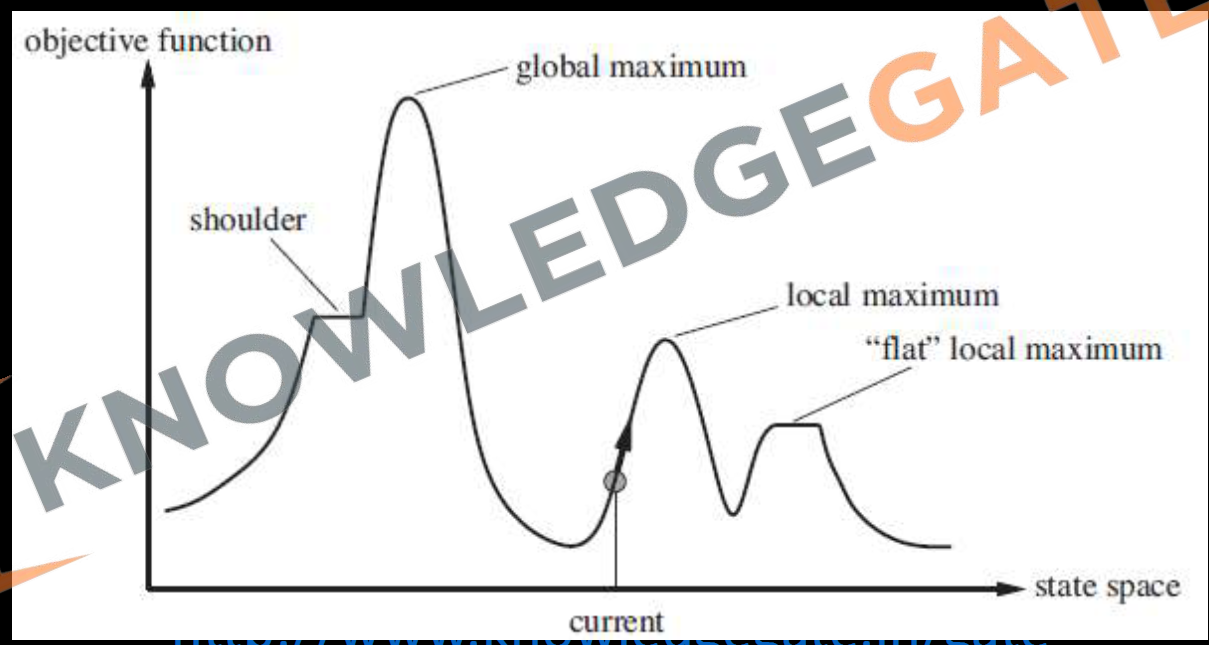 objective function
global maximum
KNOWLEDGEGATE
shoulder
local maximum
“flat” local maximum
state space
current